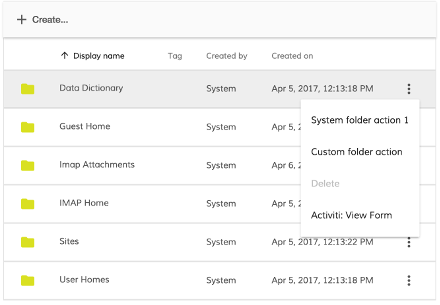 + Create...
↑ Display name Tag Created by Created on
Data Dictionary System Apr 5, 2017, 12:13:18 PM
System folder action 1
Guest Home System Apr 5, 2
Custom folder action
Imap Attachments System Apr 6, 2
Delete
IMAP Home System Apr 5, 2
Activiti: View Form
Sites System Apr 5, 2017, 12:13:22 PM
User Homes System Apr 5, 2017, 12:13:18 PM